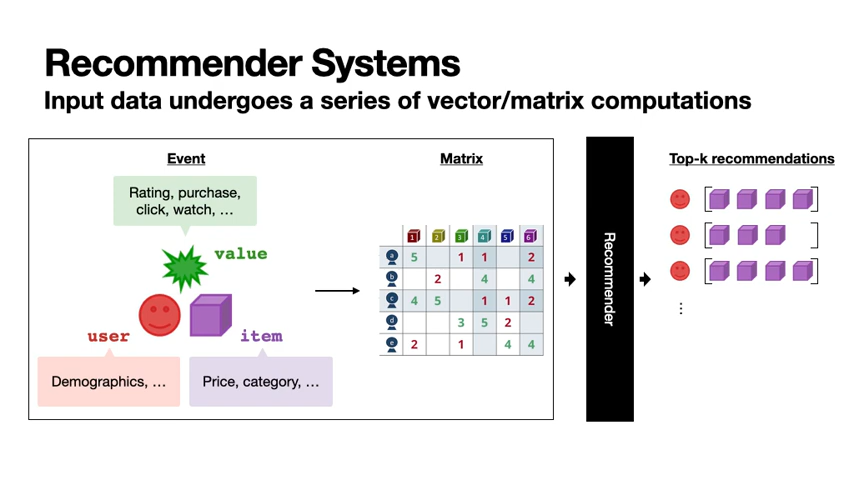 Recommender Systems
Input data undergoes a series of vector/matrix computations
Event
Rating, purchase,
click, watch, …
value
user
item
Demographics, …
Price, category, …
Matrix
1 2 3 4 5 6
a 5 1 1 2
b 2 4 4
c 4 5 1 1 2
d 3 5 2
e 2 1 4 4
Recommender
Top-k recommendations
⋮